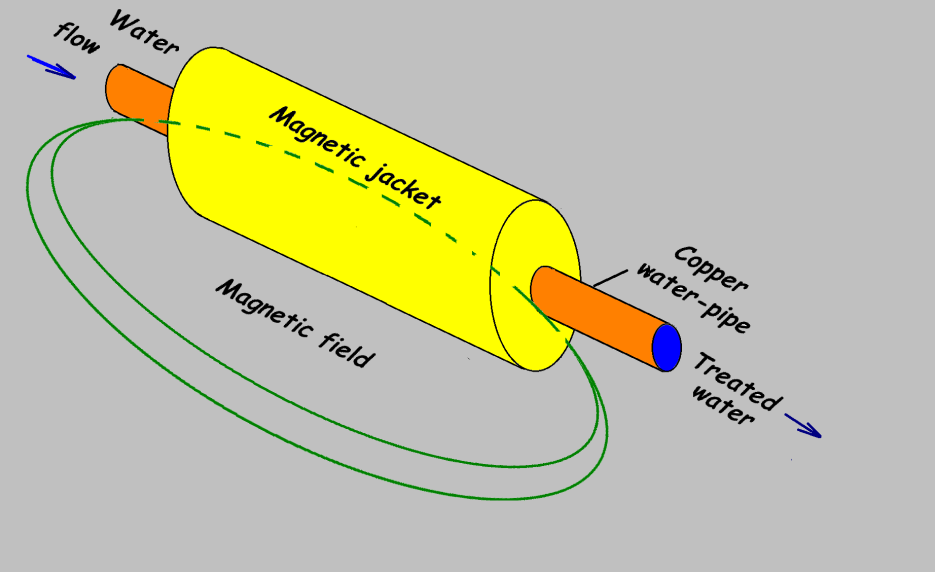 Water
flow
Magnetic jacket
Magnetic field
Copper
water-pipe
Treated
water